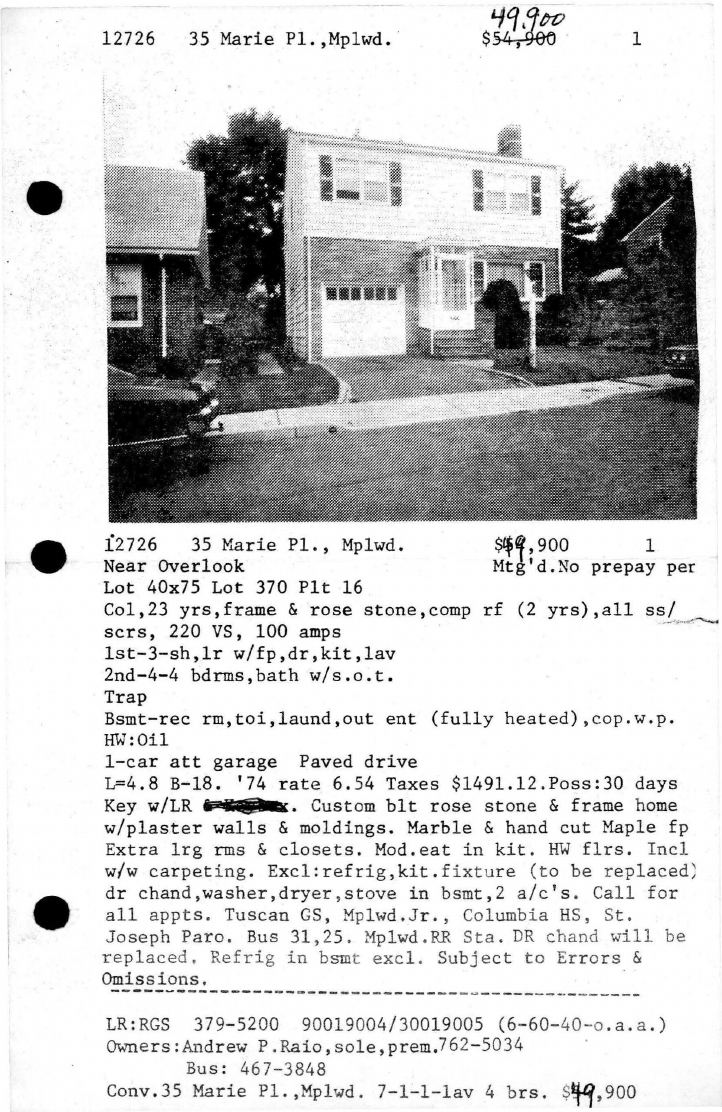 49,900
12726 35 Marie Pl.,Mplwd. $54,900 1
12726 35 Marie Pl., Mplwd. $49,900 1
Near Overlook Mtg'd.No prepay per
Lot 40x75 Lot 370 Plt 16
Col,23 yrs,frame & rose stone,comp rf (2 yrs),all ss/
scrs, 220 VS, 100 amps
1st-3-sh,lr w/fp,dr,kit,lav
2nd-4-4 bdrms,bath w/s.o.t.
Trap
Bsmt-rec rm,toi,laund,out ent (fully heated),cop.w.p.
HW:Oil
1-car att garage Paved drive
L=4.8 B-18. '74 rate 6.54 Taxes $1491.12.Poss:30 days
Key w/LR . Custom blt rose stone & frame home
w/plaster walls & moldings. Marble & hand cut Maple fp
Extra lrg rms & closets. Mod.eat in kit. HW flrs. Incl
w/w carpeting. Excl:refrig,kit.fixture (to be replaced)
dr chand,washer,dryer,stove in bsmt,2 a/c's. Call for
all appts. Tuscan GS, Mplwd.Jr., Columbia HS, St.
Joseph Paro. Bus 31,25. Mplwd.RR Sta. DR chand will be
replaced. Refrig in bsmt excl. Subject to Errors &
Omissions.
LR:RGS 379-5200 90019004/30019005 (6-60-40-o.a.a.)
Owners:Andrew P.Raio,sole,prem.762-5034
Bus: 467-3848
Conv.35 Marie Pl.,Mplwd. 7-1-1-lav 4 brs. $49,900